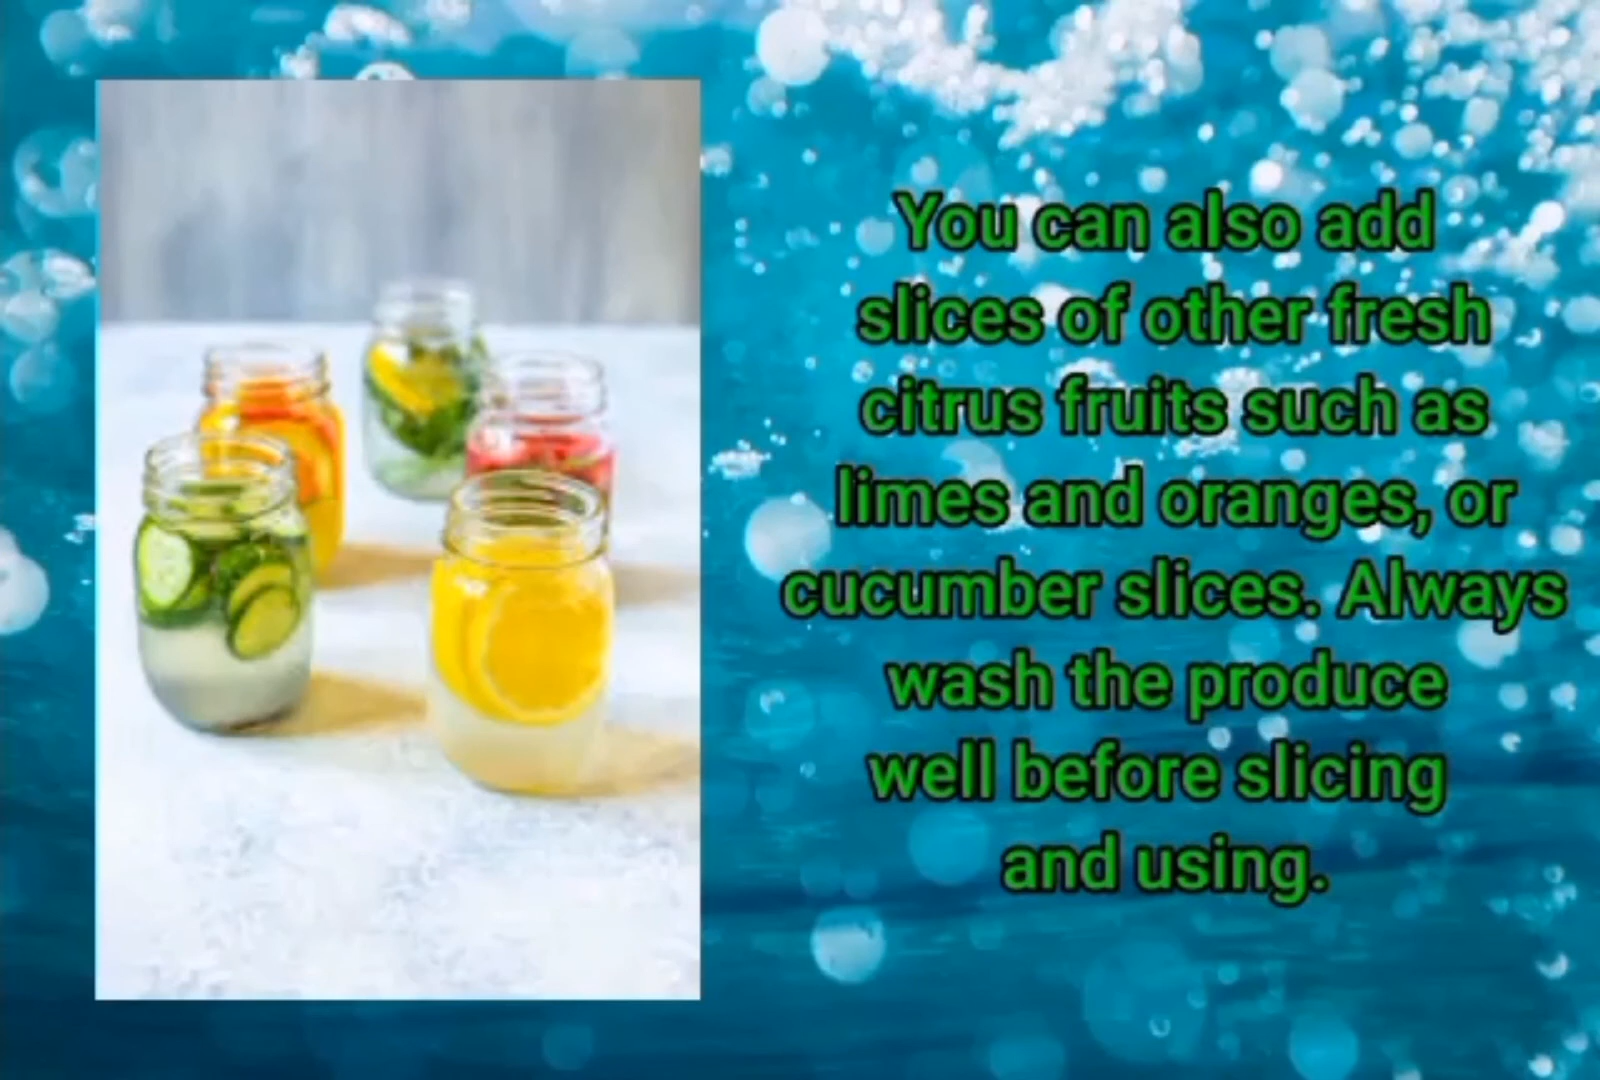 You can also add
slices of other fresh
citrus fruits such as
limes and oranges, or
cucumber slices. Always
wash the produce
well before slicing
and using.